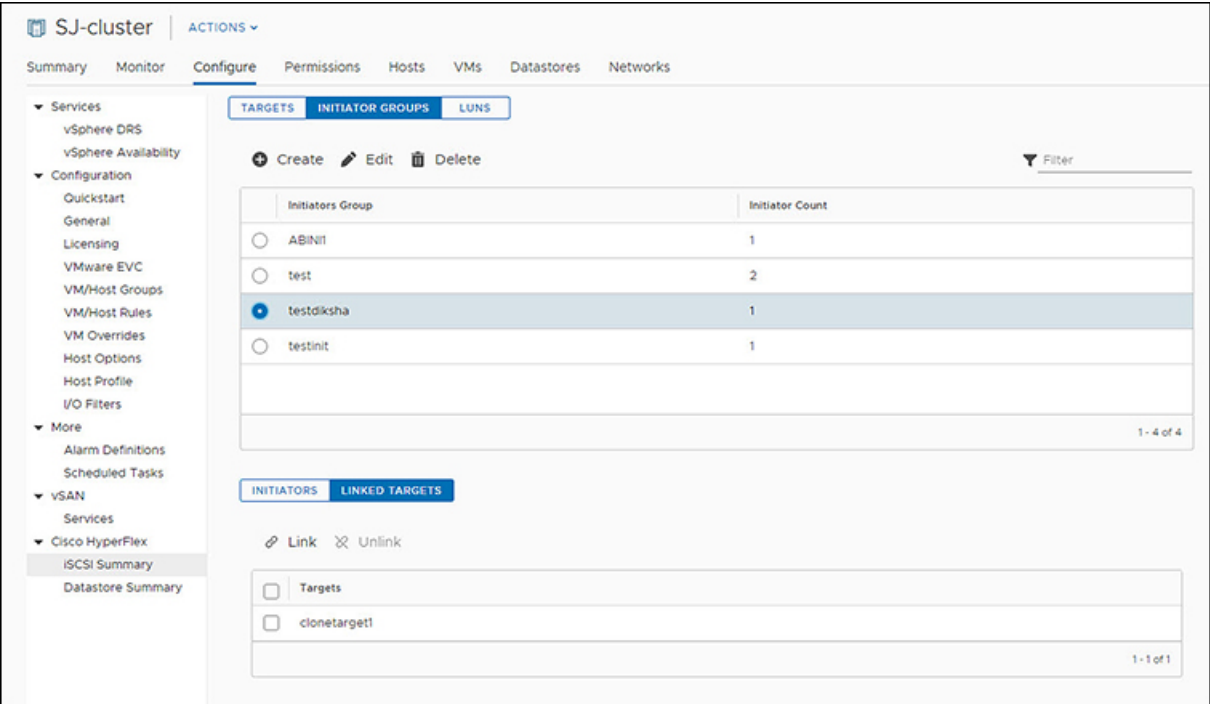 SJ-cluster ACTIONS
Summary Monitor Configure Permissions Hosts VMs Datastores Networks
Services
vSphere DRS
vSphere Availability
Configuration
Quickstart
General
Licensing
VMware EVC
VM/Host Groups
VM/Host Rules
VM Overrides
Host Options
Host Profile
I/O Filters
More
Alarm Definitions
Scheduled Tasks
vSAN
Services
Cisco HyperFlex
iSCSI Summary
Datastore Summary
TARGETS INITIATOR GROUPS LUNS
Create Edit Delete Filter
Initiators Group Initiator Count
ABINI1 1
test 2
testdiksha 1
testinit 1
1 - 4 of 4
INITIATORS LINKED TARGETS
Link Unlink
Targets
clonetarget1
1 - 1 of 1